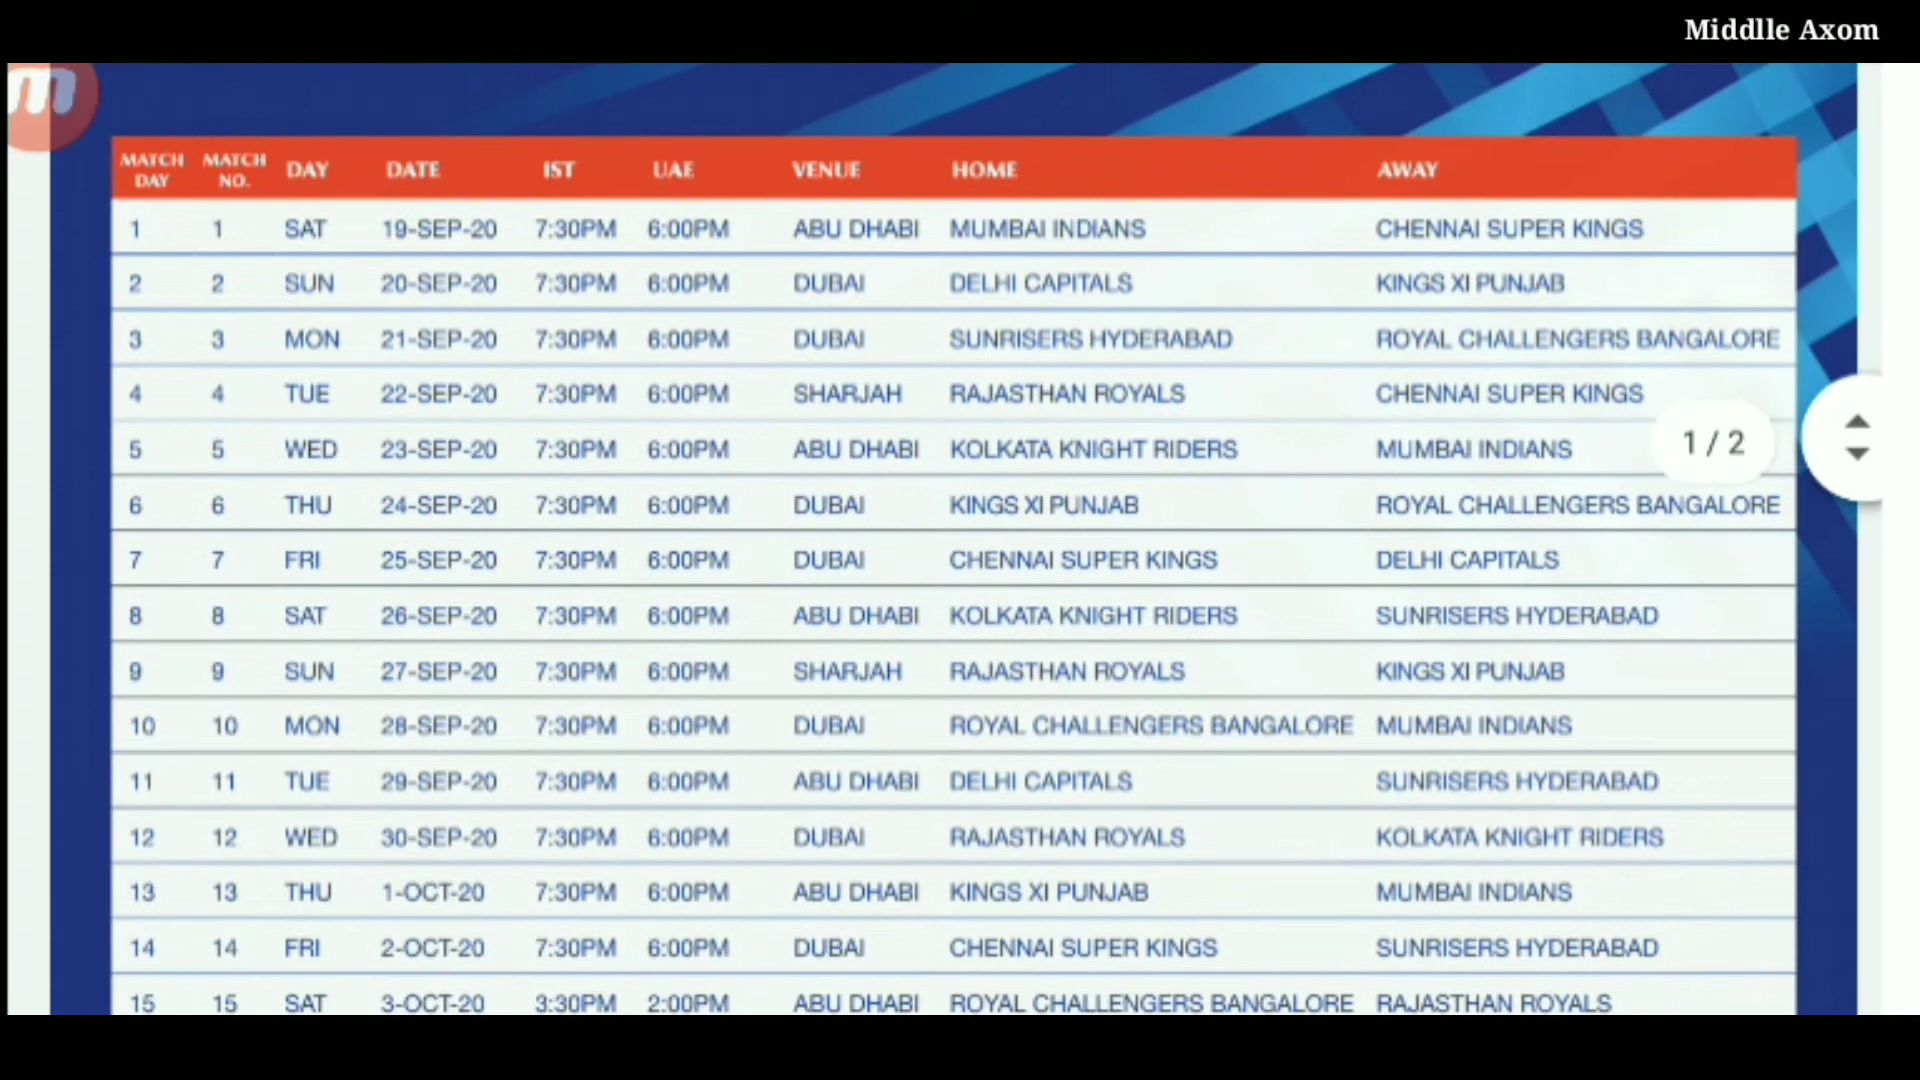 Middlle Axom
m
MATCH DAY MATCH NO. DAY DATE IST UAE VENUE HOME AWAY
1 1 SAT 19-SEP-20 7:30PM 6:00PM ABU DHABI MUMBAI INDIANS CHENNAI SUPER KINGS
2 2 SUN 20-SEP-20 7:30PM 6:00PM DUBAI DELHI CAPITALS KINGS XI PUNJAB
3 3 MON 21-SEP-20 7:30PM 6:00PM DUBAI SUNRISERS HYDERABAD ROYAL CHALLENGERS BANGALORE
4 4 TUE 22-SEP-20 7:30PM 6:00PM SHARJAH RAJASTHAN ROYALS CHENNAI SUPER KINGS
5 5 WED 23-SEP-20 7:30PM 6:00PM ABU DHABI KOLKATA KNIGHT RIDERS MUMBAI INDIANS
1 / 2
6 6 THU 24-SEP-20 7:30PM 6:00PM DUBAI KINGS XI PUNJAB ROYAL CHALLENGERS BANGALORE
7 7 FRI 25-SEP-20 7:30PM 6:00PM DUBAI CHENNAI SUPER KINGS DELHI CAPITALS
8 8 SAT 26-SEP-20 7:30PM 6:00PM ABU DHABI KOLKATA KNIGHT RIDERS SUNRISERS HYDERABAD
9 9 SUN 27-SEP-20 7:30PM 6:00PM SHARJAH RAJASTHAN ROYALS KINGS XI PUNJAB
10 10 MON 28-SEP-20 7:30PM 6:00PM DUBAI ROYAL CHALLENGERS BANGALORE MUMBAI INDIANS
11 11 TUE 29-SEP-20 7:30PM 6:00PM ABU DHABI DELHI CAPITALS SUNRISERS HYDERABAD
12 12 WED 30-SEP-20 7:30PM 6:00PM DUBAI RAJASTHAN ROYALS KOLKATA KNIGHT RIDERS
13 13 THU 1-OCT-20 7:30PM 6:00PM ABU DHABI KINGS XI PUNJAB MUMBAI INDIANS
14 14 FRI 2-OCT-20 7:30PM 6:00PM DUBAI CHENNAI SUPER KINGS SUNRISERS HYDERABAD
15 15 SAT 3-OCT-20 3:30PM 2:00PM ABU DHABI ROYAL CHALLENGERS BANGALORE RAJASTHAN ROYALS